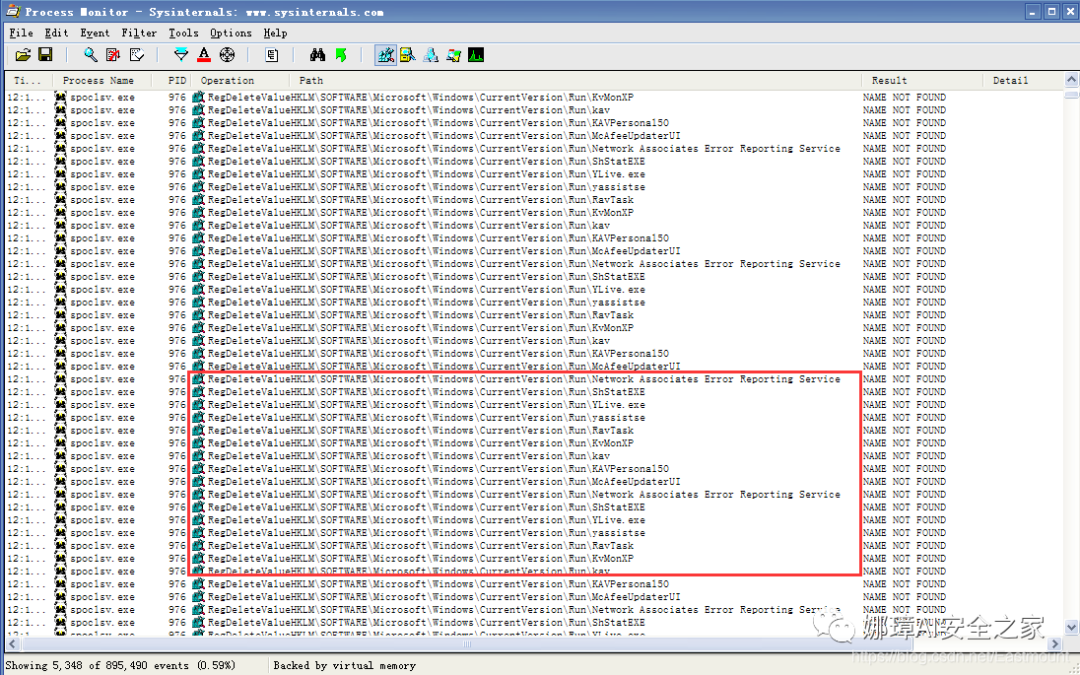 Process Monitor - Sysinternals: www.sysinternals.com
File Edit Event Filter Tools Options Help
Ti... Process Name PID Operation Path Result Detail
12:1... spoclsv.exe 976 RegDeleteValue HKLM\SOFTWARE\Microsoft\Windows\CurrentVersion\Run\KvMonXP NAME NOT FOUND
12:1... spoclsv.exe 976 RegDeleteValue HKLM\SOFTWARE\Microsoft\Windows\CurrentVersion\Run\kav NAME NOT FOUND
12:1... spoclsv.exe 976 RegDeleteValue HKLM\SOFTWARE\Microsoft\Windows\CurrentVersion\Run\KAVPersonal50 NAME NOT FOUND
12:1... spoclsv.exe 976 RegDeleteValue HKLM\SOFTWARE\Microsoft\Windows\CurrentVersion\Run\McAfeeUpdaterUI NAME NOT FOUND
12:1... spoclsv.exe 976 RegDeleteValue HKLM\SOFTWARE\Microsoft\Windows\CurrentVersion\Run\Network Associates Error Reporting Service NAME NOT FOUND
12:1... spoclsv.exe 976 RegDeleteValue HKLM\SOFTWARE\Microsoft\Windows\CurrentVersion\Run\ShStatEXE NAME NOT FOUND
12:1... spoclsv.exe 976 RegDeleteValue HKLM\SOFTWARE\Microsoft\Windows\CurrentVersion\Run\YLive.exe NAME NOT FOUND
12:1... spoclsv.exe 976 RegDeleteValue HKLM\SOFTWARE\Microsoft\Windows\CurrentVersion\Run\yassistse NAME NOT FOUND
12:1... spoclsv.exe 976 RegDeleteValue HKLM\SOFTWARE\Microsoft\Windows\CurrentVersion\Run\RavTask NAME NOT FOUND
12:1... spoclsv.exe 976 RegDeleteValue HKLM\SOFTWARE\Microsoft\Windows\CurrentVersion\Run\KvMonXP NAME NOT FOUND
12:1... spoclsv.exe 976 RegDeleteValue HKLM\SOFTWARE\Microsoft\Windows\CurrentVersion\Run\kav NAME NOT FOUND
12:1... spoclsv.exe 976 RegDeleteValue HKLM\SOFTWARE\Microsoft\Windows\CurrentVersion\Run\KAVPersonal50 NAME NOT FOUND
12:1... spoclsv.exe 976 RegDeleteValue HKLM\SOFTWARE\Microsoft\Windows\CurrentVersion\Run\McAfeeUpdaterUI NAME NOT FOUND
12:1... spoclsv.exe 976 RegDeleteValue HKLM\SOFTWARE\Microsoft\Windows\CurrentVersion\Run\Network Associates Error Reporting Service NAME NOT FOUND
12:1... spoclsv.exe 976 RegDeleteValue HKLM\SOFTWARE\Microsoft\Windows\CurrentVersion\Run\ShStatEXE NAME NOT FOUND
12:1... spoclsv.exe 976 RegDeleteValue HKLM\SOFTWARE\Microsoft\Windows\CurrentVersion\Run\YLive.exe NAME NOT FOUND
12:1... spoclsv.exe 976 RegDeleteValue HKLM\SOFTWARE\Microsoft\Windows\CurrentVersion\Run\yassistse NAME NOT FOUND
12:1... spoclsv.exe 976 RegDeleteValue HKLM\SOFTWARE\Microsoft\Windows\CurrentVersion\Run\RavTask NAME NOT FOUND
12:1... spoclsv.exe 976 RegDeleteValue HKLM\SOFTWARE\Microsoft\Windows\CurrentVersion\Run\KvMonXP NAME NOT FOUND
12:1... spoclsv.exe 976 RegDeleteValue HKLM\SOFTWARE\Microsoft\Windows\CurrentVersion\Run\kav NAME NOT FOUND
12:1... spoclsv.exe 976 RegDeleteValue HKLM\SOFTWARE\Microsoft\Windows\CurrentVersion\Run\KAVPersonal50 NAME NOT FOUND
12:1... spoclsv.exe 976 RegDeleteValue HKLM\SOFTWARE\Microsoft\Windows\CurrentVersion\Run\McAfeeUpdaterUI NAME NOT FOUND
12:1... spoclsv.exe 976 RegDeleteValue HKLM\SOFTWARE\Microsoft\Windows\CurrentVersion\Run\Network Associates Error Reporting Service NAME NOT FOUND
12:1... spoclsv.exe 976 RegDeleteValue HKLM\SOFTWARE\Microsoft\Windows\CurrentVersion\Run\ShStatEXE NAME NOT FOUND
12:1... spoclsv.exe 976 RegDeleteValue HKLM\SOFTWARE\Microsoft\Windows\CurrentVersion\Run\YLive.exe NAME NOT FOUND
12:1... spoclsv.exe 976 RegDeleteValue HKLM\SOFTWARE\Microsoft\Windows\CurrentVersion\Run\yassistse NAME NOT FOUND
12:1... spoclsv.exe 976 RegDeleteValue HKLM\SOFTWARE\Microsoft\Windows\CurrentVersion\Run\RavTask NAME NOT FOUND
12:1... spoclsv.exe 976 RegDeleteValue HKLM\SOFTWARE\Microsoft\Windows\CurrentVersion\Run\KvMonXP NAME NOT FOUND
12:1... spoclsv.exe 976 RegDeleteValue HKLM\SOFTWARE\Microsoft\Windows\CurrentVersion\Run\kav NAME NOT FOUND
12:1... spoclsv.exe 976 RegDeleteValue HKLM\SOFTWARE\Microsoft\Windows\CurrentVersion\Run\KAVPersonal50 NAME NOT FOUND
12:1... spoclsv.exe 976 RegDeleteValue HKLM\SOFTWARE\Microsoft\Windows\CurrentVersion\Run\McAfeeUpdaterUI NAME NOT FOUND
12:1... spoclsv.exe 976 RegDeleteValue HKLM\SOFTWARE\Microsoft\Windows\CurrentVersion\Run\Network Associates Error Reporting Service NAME NOT FOUND
12:1... spoclsv.exe 976 RegDeleteValue HKLM\SOFTWARE\Microsoft\Windows\CurrentVersion\Run\ShStatEXE NAME NOT FOUND
12:1... spoclsv.exe 976 RegDeleteValue HKLM\SOFTWARE\Microsoft\Windows\CurrentVersion\Run\YLive.exe NAME NOT FOUND
12:1... spoclsv.exe 976 RegDeleteValue HKLM\SOFTWARE\Microsoft\Windows\CurrentVersion\Run\yassistse NAME NOT FOUND
12:1... spoclsv.exe 976 RegDeleteValue HKLM\SOFTWARE\Microsoft\Windows\CurrentVersion\Run\RavTask NAME NOT FOUND
12:1... spoclsv.exe 976 RegDeleteValue HKLM\SOFTWARE\Microsoft\Windows\CurrentVersion\Run\KvMonXP NAME NOT FOUND
12:1... spoclsv.exe 976 RegDeleteValue HKLM\SOFTWARE\Microsoft\Windows\CurrentVersion\Run\kav NAME NOT FOUND
12:1... spoclsv.exe 976 RegDeleteValue HKLM\SOFTWARE\Microsoft\Windows\CurrentVersion\Run\KAVPersonal50 NAME NOT FOUND
12:1... spoclsv.exe 976 RegDeleteValue HKLM\SOFTWARE\Microsoft\Windows\CurrentVersion\Run\McAfeeUpdaterUI NAME NOT FOUND
12:1... spoclsv.exe 976 RegDeleteValue HKLM\SOFTWARE\Microsoft\Windows\CurrentVersion\Run\Network Associates Error Reporting NAME NOT FOUND
12:1... spoclsv.exe 976 RegDeleteValue HKLM\SOFTWARE\Microsoft\Windows\CurrentVersion\Run\ShStatEXE
12:1... spoclsv.exe 976 RegDeleteValue HKLM\SOFTWARE\Microsoft\Windows\CurrentVersion\Run\YLive.exe
娜璋AI安全之家
https://blog.csdn.net/Eastmount
Showing 5,348 of 895,490 events (0.59%) Backed by virtual memory